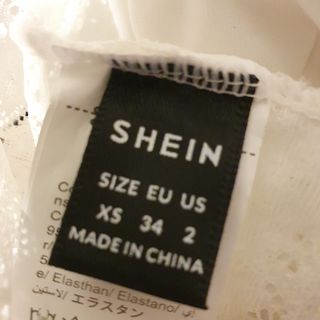 SHEIN
SIZE EU US
XS 34 2
MADE IN CHINA
e/ Elasthan/ Elastano/
エラスタン